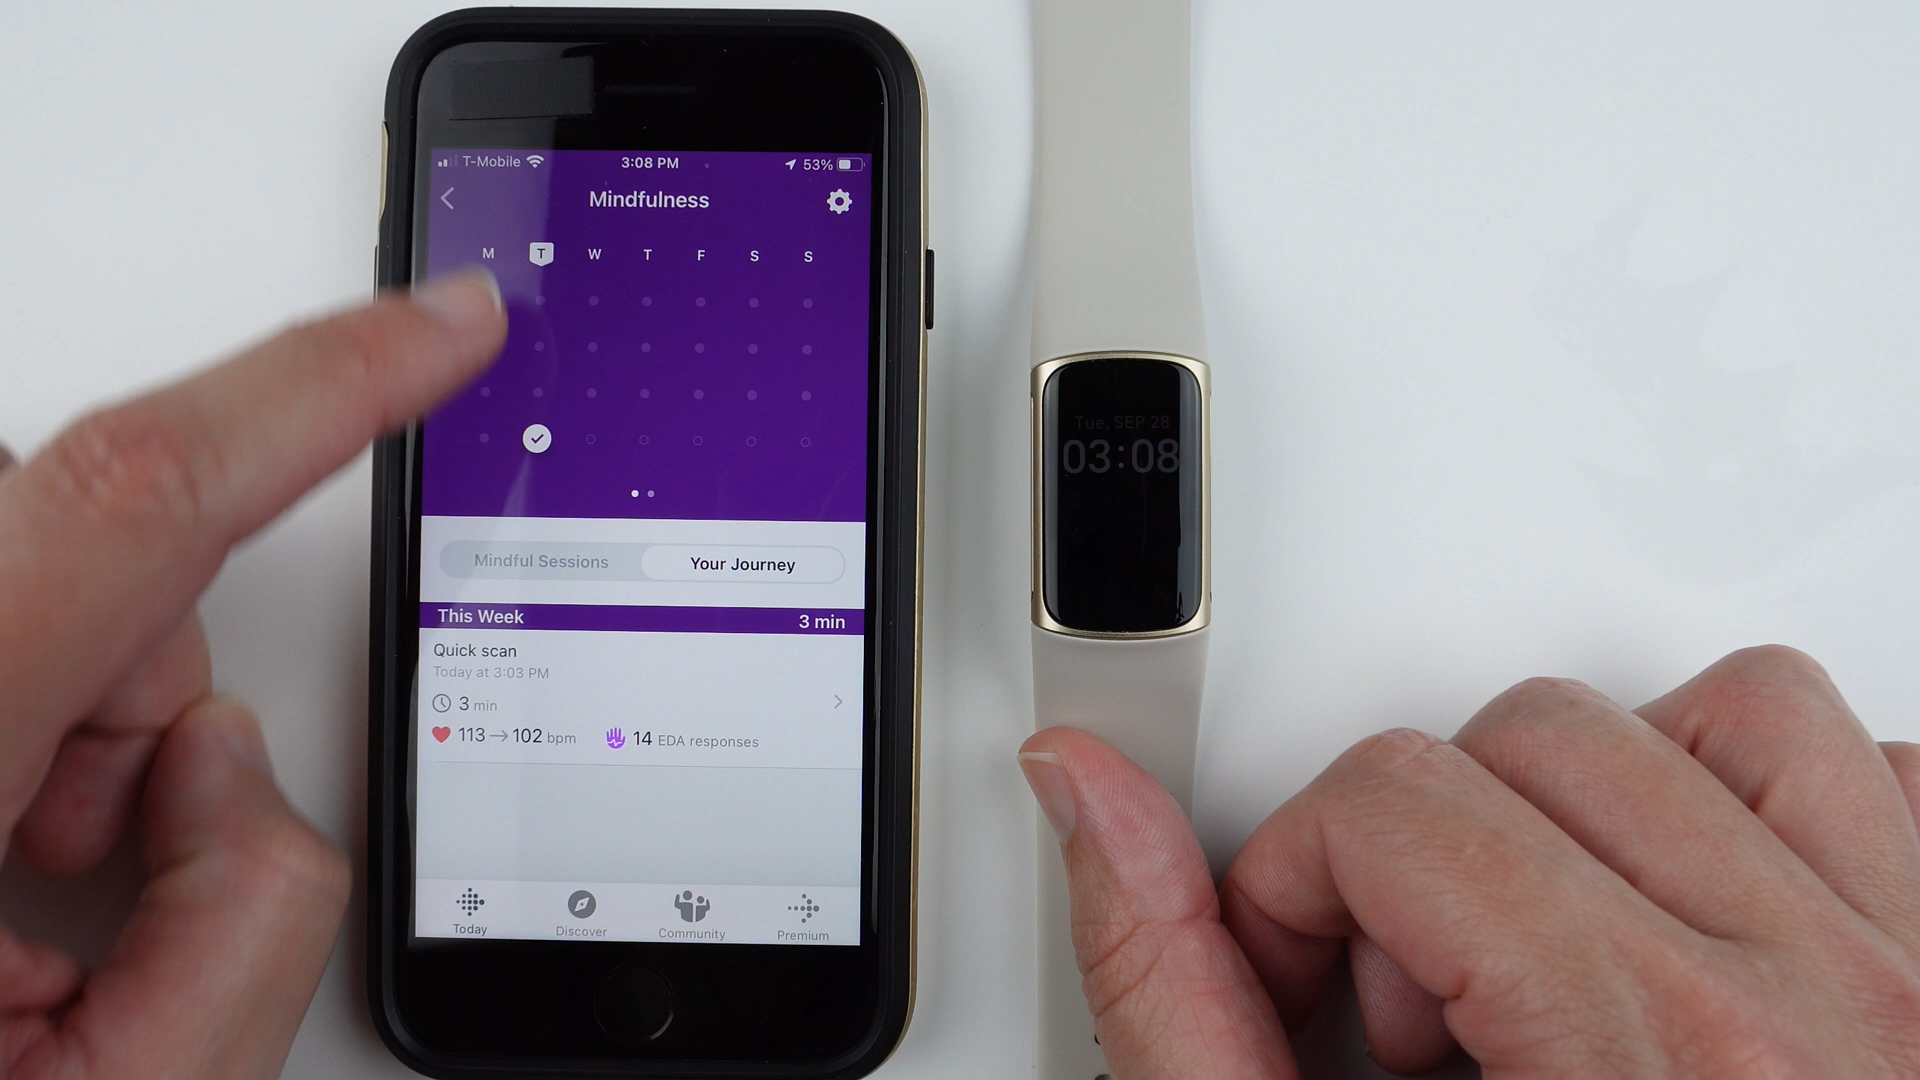 T-Mobile 3:08 PM 53%
Mindfulness
M T W T F S S
Mindful Sessions Your Journey
This Week 3 min
Quick scan
Today at 3:03 PM
3 min
113→102 bpm 14 EDA responses
Today Discover Community Premium
Tue, SEP 28
03:08